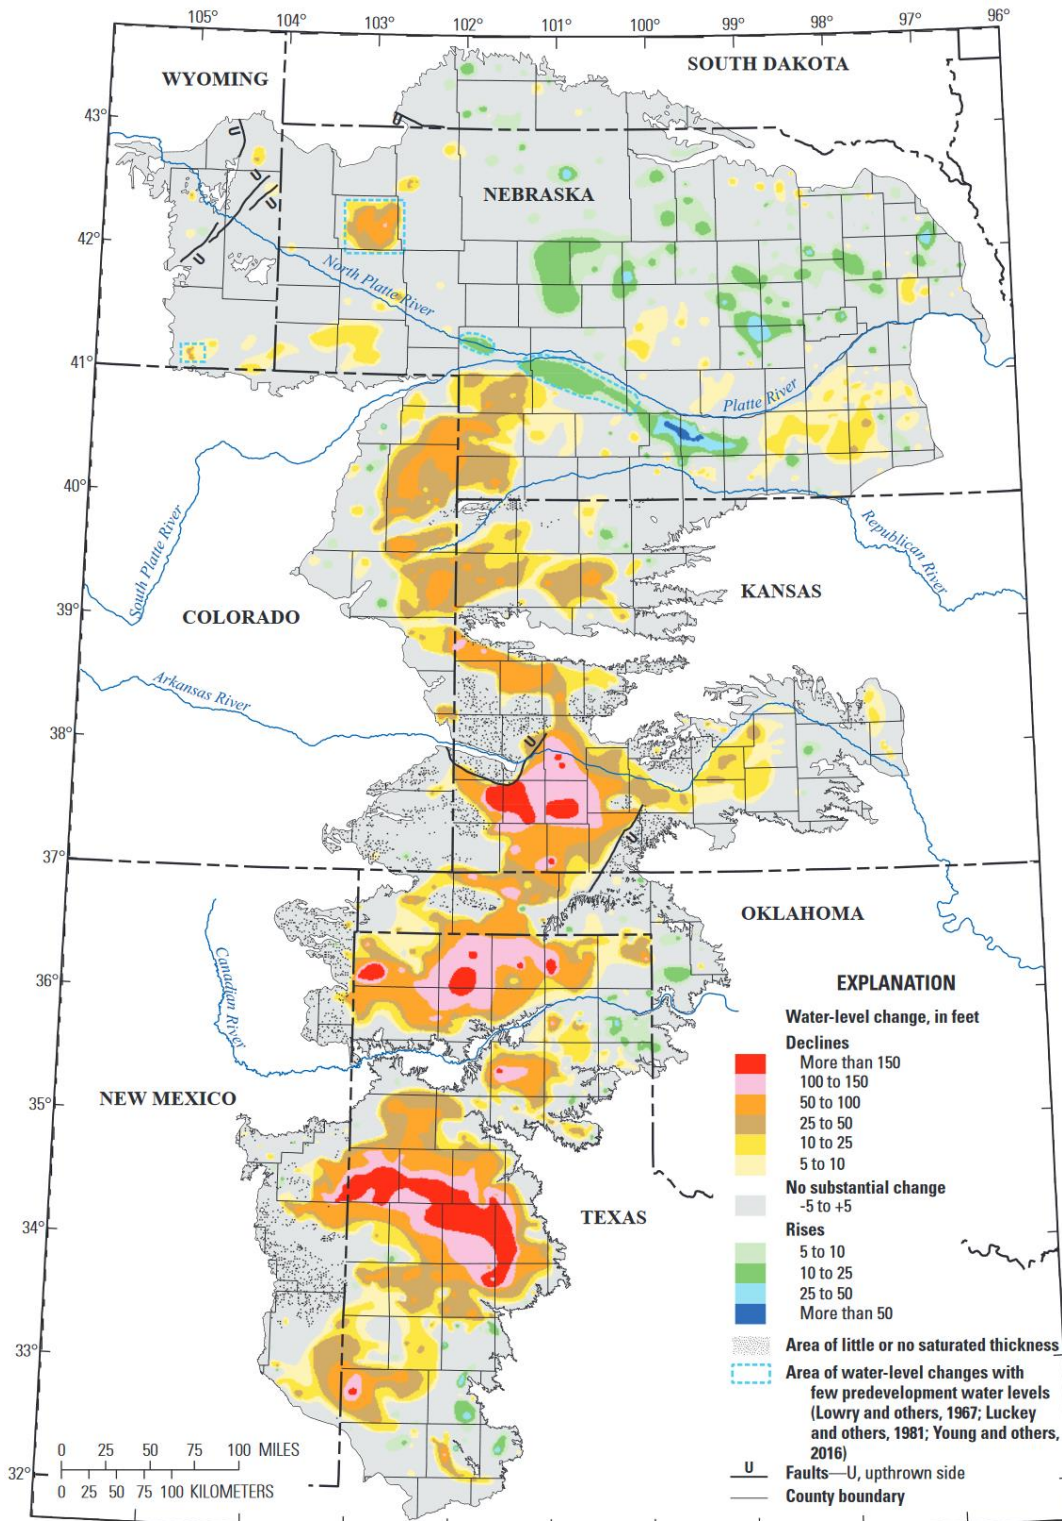 105° 104° 103° 102° 101° 100° 99° 98° 97° 96°
WYOMING
SOUTH DAKOTA
43°
U
U
U
U
U
NEBRASKA
42°
North Platte River
41°
Platte River
40°
South Platte River
Republican River
KANSAS
39°
COLORADO
Arkansas River
38°
U
U
37°
OKLAHOMA
Canadian River
36°
35°
NEW MEXICO
TEXAS
34°
33°
32°
EXPLANATION
Water-level change, in feet
Declines
More than 150
100 to 150
50 to 100
25 to 50
10 to 25
5 to 10
No substantial change
-5 to +5
Rises
5 to 10
10 to 25
25 to 50
More than 50
Area of little or no saturated thickness
Area of water-level changes with
few predevelopment water levels
(Lowry and others, 1967; Luckey
and others, 1981; Young and others,
2016)
U Faults—U, upthrown side
County boundary
0 25 50 75 100 MILES
0 25 50 75 100 KILOMETERS